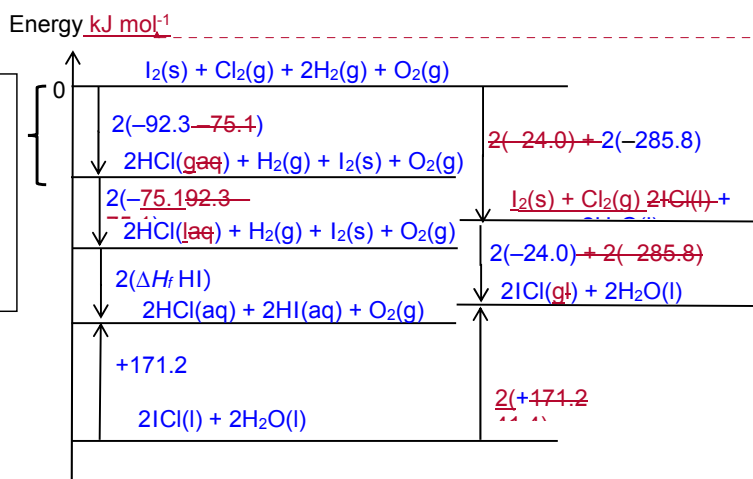 Energy kJ mol⁻¹
I₂(s) + Cl₂(g) + 2H₂(g) + O₂(g)
0
2(–92.3 –75.1)
2(–24.0) + 2(–285.8)
2HCl(gaq) + H₂(g) + I₂(s) + O₂(g)
2(–75.192.3 –
I₂(s) + Cl₂(g) 2ICl(l) +
2HCl(laq) + H₂(g) + I₂(s) + O₂(g)
2(–24.0) + 2(–285.8)
2(ΔHf HI)
2ICl(gl) + 2H₂O(l)
2HCl(aq) + 2HI(aq) + O₂(g)
+171.2
2(+171.2
2ICl(l) + 2H₂O(l)